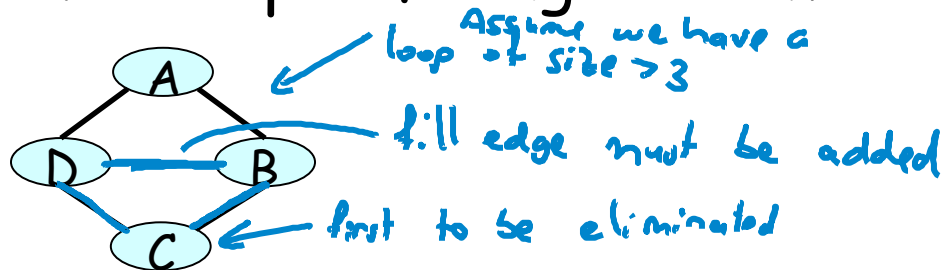 Assume we have a
loop of size > 3
A
fill edge must be added
D
B
first to be eliminated
C